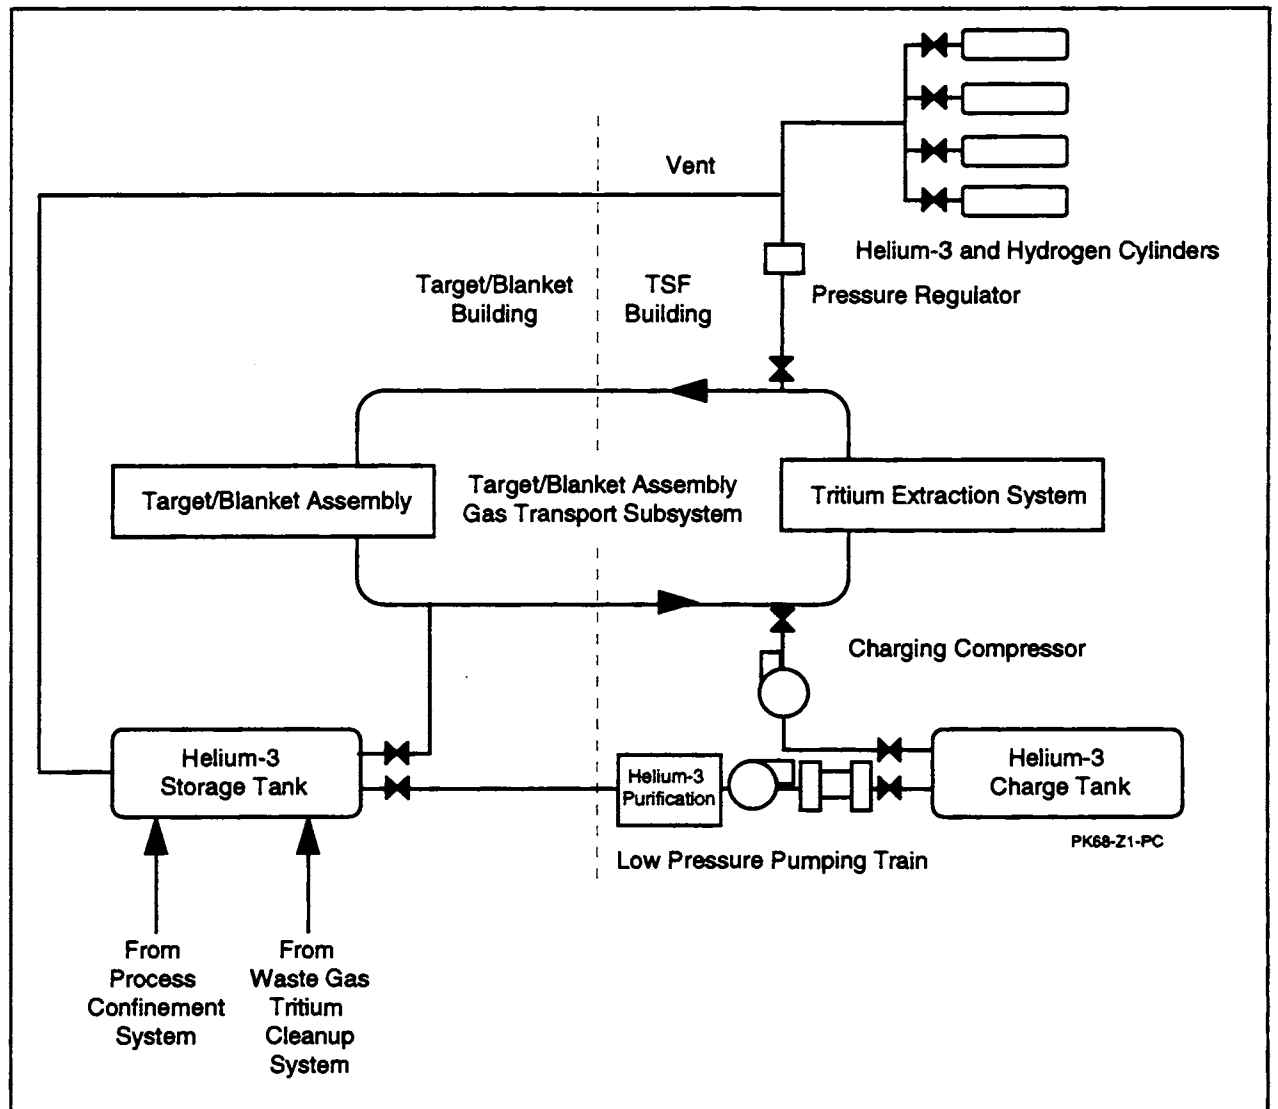 Vent
Helium-3 and Hydrogen Cylinders
Target/Blanket
Building
TSF
Building
Pressure Regulator
Target/Blanket Assembly
Target/Blanket Assembly
Gas Transport Subsystem
Tritium Extraction System
Charging Compressor
Helium-3
Storage Tank
Helium-3
Purification
Helium-3
Charge Tank
PK68-Z1-PC
Low Pressure Pumping Train
From
Process
Confinement
System
From
Waste Gas
Tritium
Cleanup
System